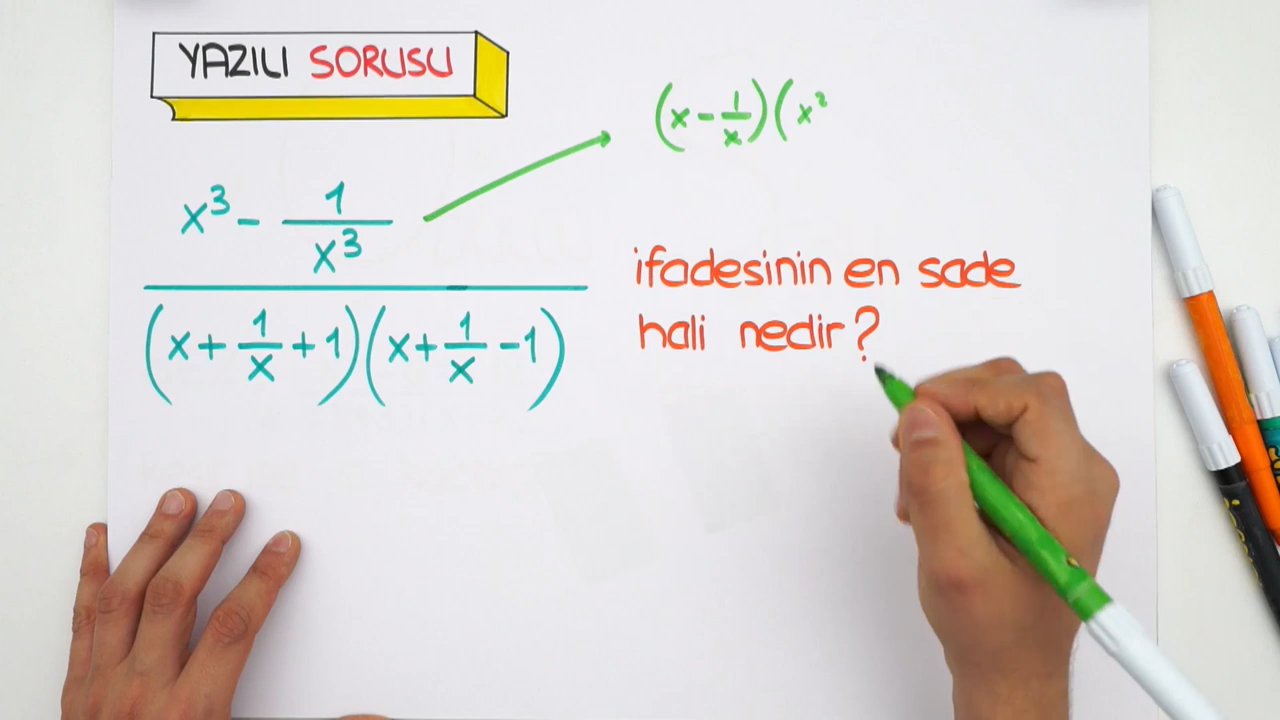 YAZILI SORUSU
(x - 1/x)(x²
x³ - 1/x³
(x + 1/x + 1)(x + 1/x - 1)
ifadesinin en sade
hali nedir?